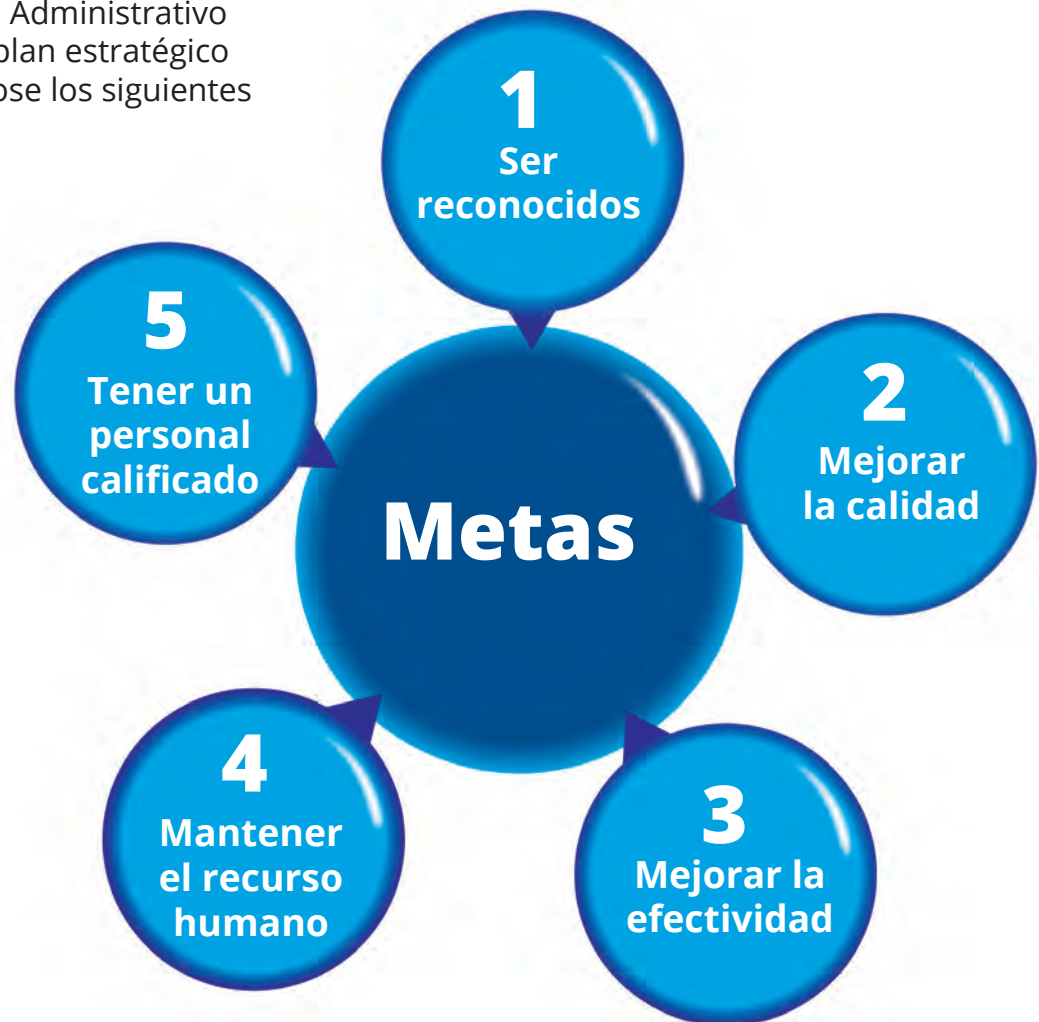 Administrativo
plan estratégico
los siguientes
1
Ser
reconocidos
2
Mejorar
la calidad
3
Mejorar la
efectividad
4
Mantener
el recurso
humano
5
Tener un
personal
calificado
Metas